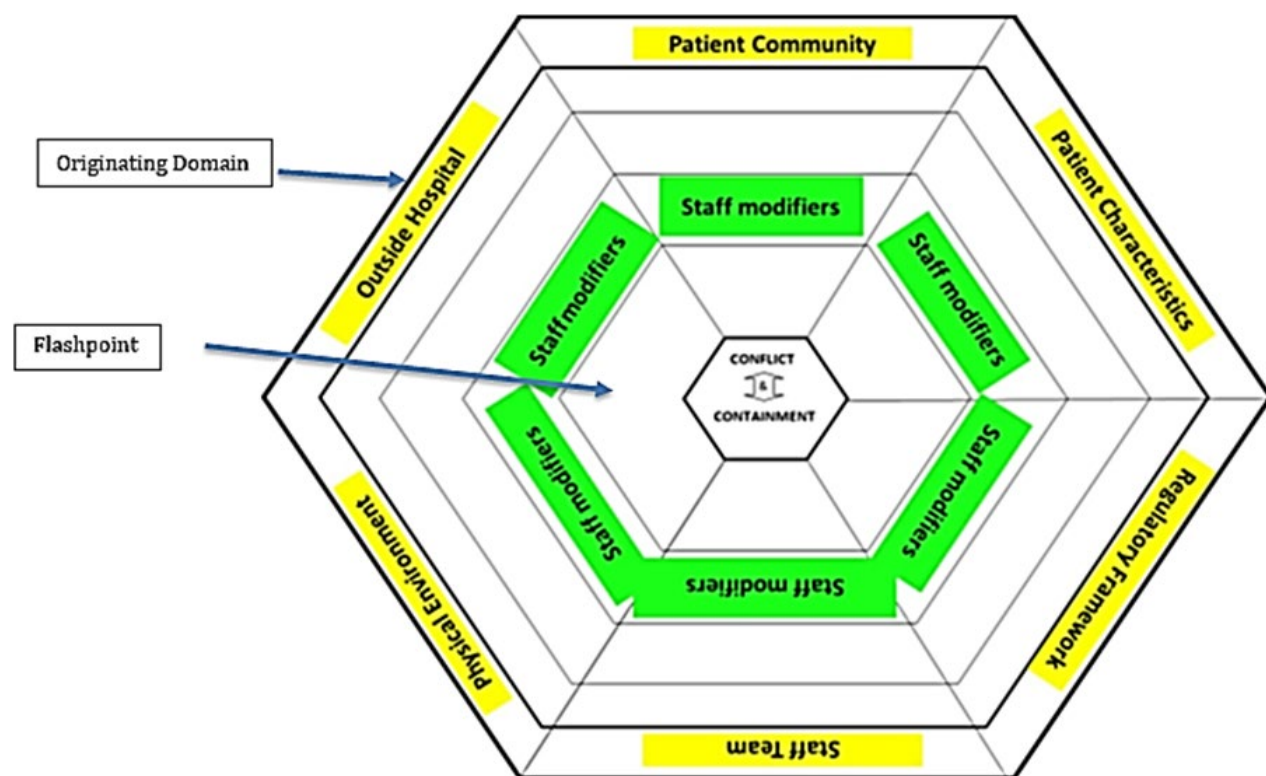 Patient Community
Originating Domain
Outside Hospital
Patient Characteristics
Staff modifiers
Staff modifiers
Staff modifiers
Flashpoint
CONFLICT
&
CONTAINMENT
Staff modifiers
Staff modifiers
Staff modifiers
Physical Environment
Regulatory Framework
Staff Team